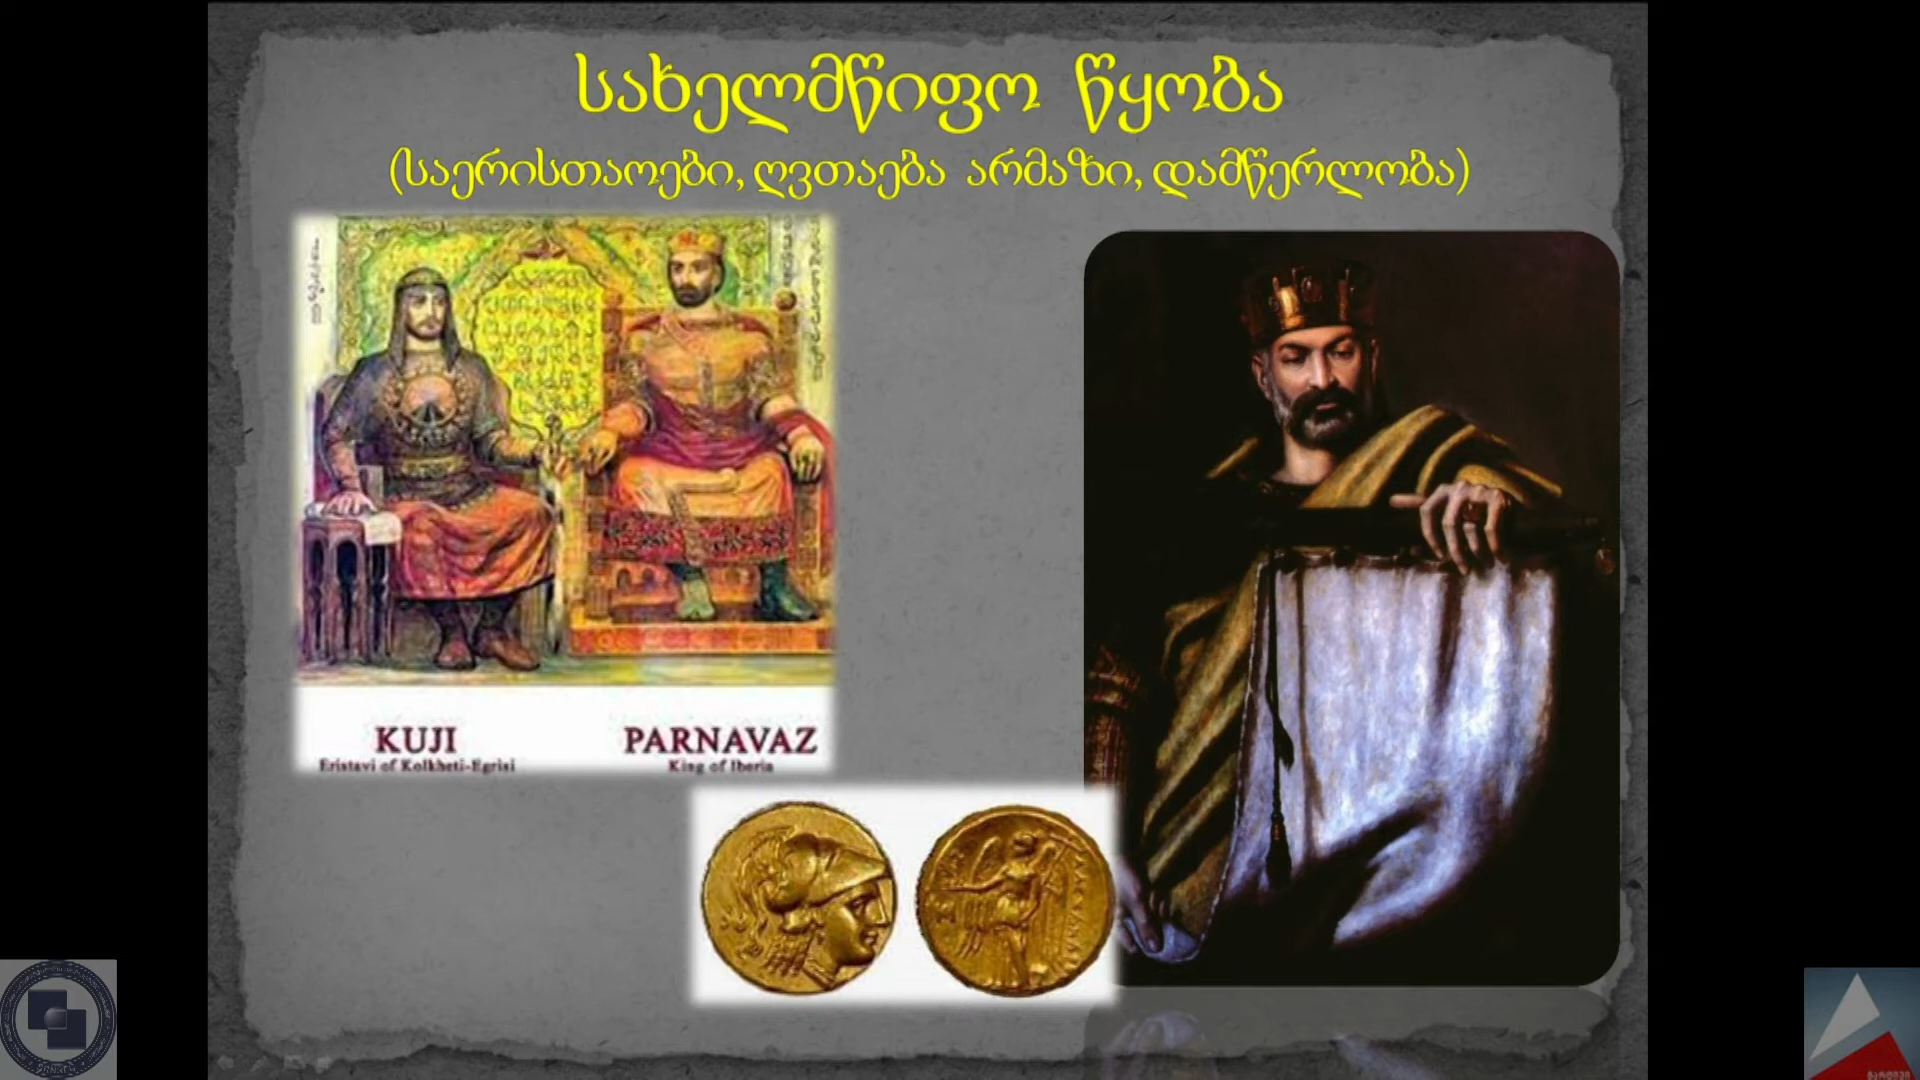 სახელმწიფო წყობა
(საერისთაოები, ღვთაება არმაზი, დამწერლობა)
KUJI
Eristavi of Kolkheti-Egrisi
PARNAVAZ
King of Iberia